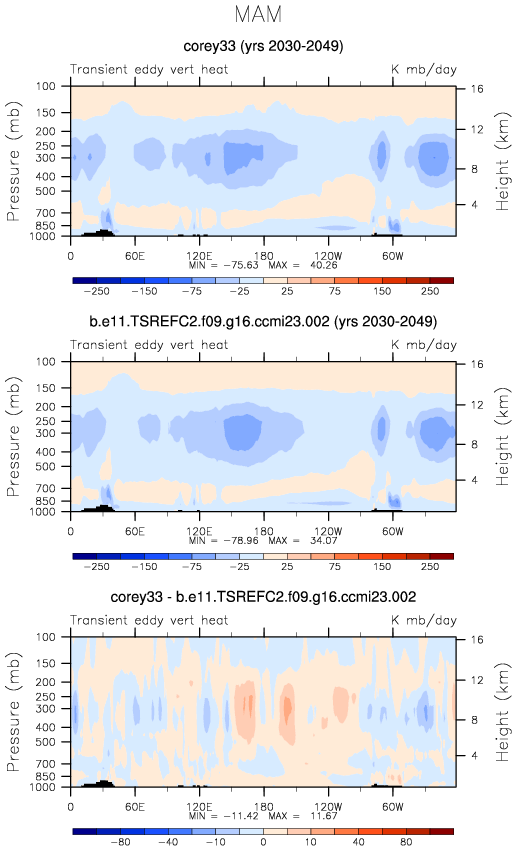 MAM
corey33 (yrs 2030-2049)
Transient eddy vert heat K mb/day
Pressure (mb)
100
150
200
250
300
400
500
700
850
1000
16
12
8
4
Height (km)
0 60E 120E 180 120W 60W
MIN = -75.63 MAX = 40.26
-250 -150 -75 -25 25 75 150 250
b.e11.TSREFC2.f09.g16.ccmi23.002 (yrs 2030-2049)
Transient eddy vert heat K mb/day
Pressure (mb)
100
150
200
250
300
400
500
700
850
1000
16
12
8
4
Height (km)
0 60E 120E 180 120W 60W
MIN = -78.96 MAX = 34.07
-250 -150 -75 -25 25 75 150 250
corey33 - b.e11.TSREFC2.f09.g16.ccmi23.002
Transient eddy vert heat K mb/day
Pressure (mb)
100
150
200
250
300
400
500
700
850
1000
16
12
8
4
Height (km)
0 60E 120E 180 120W 60W
MIN = -11.42 MAX = 11.67
-80 -40 -10 0 10 40 80